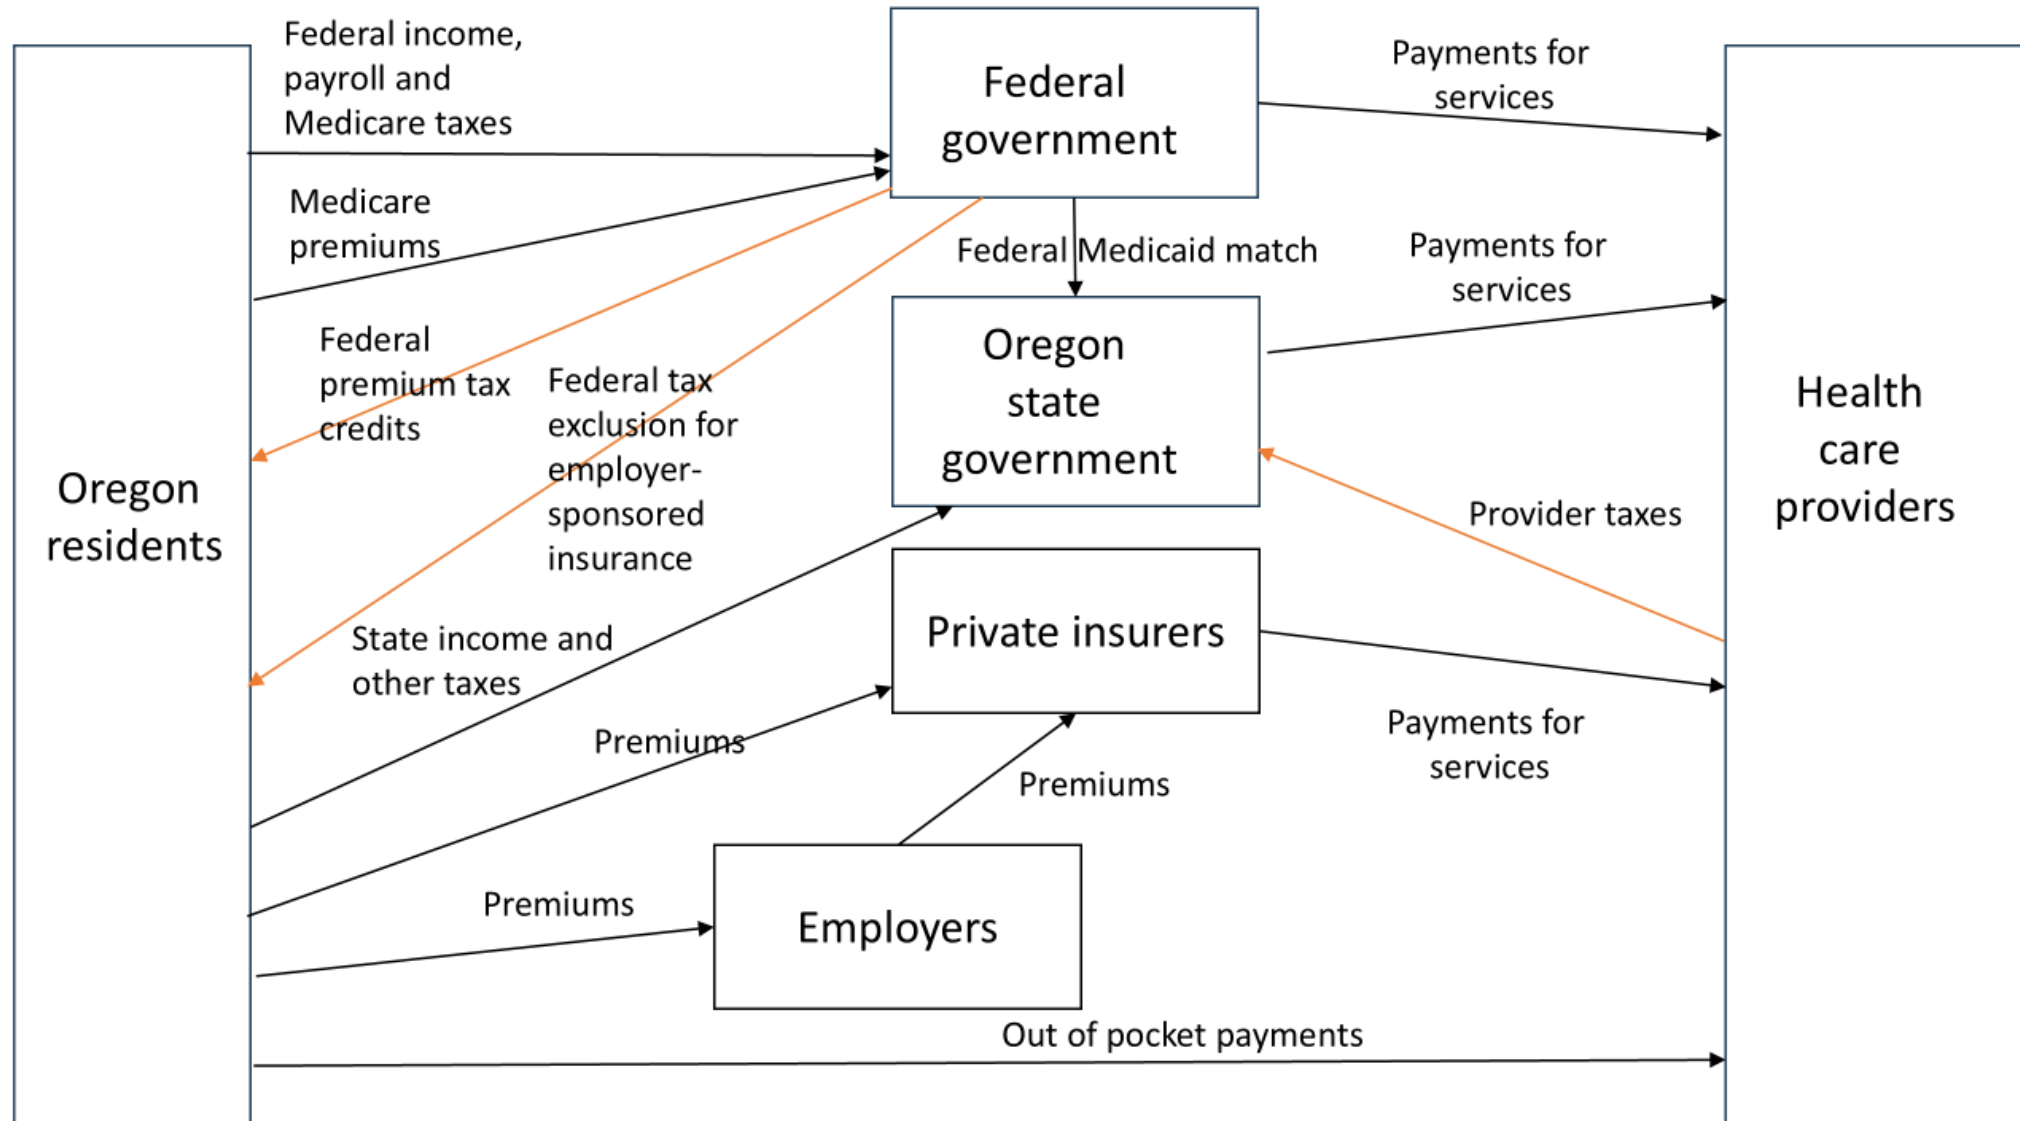 Federal income,
payroll and
Medicare taxes
Federal
government
Payments for
services
Medicare
premiums
Federal Medicaid match
Payments for
services
Federal
premium tax
credits
Federal tax
exclusion for
employer-
sponsored
insurance
Oregon
state
government
Health
care
providers
Oregon
residents
Provider taxes
State income and
other taxes
Private insurers
Premiums
Premiums
Payments for
services
Premiums
Employers
Out of pocket payments